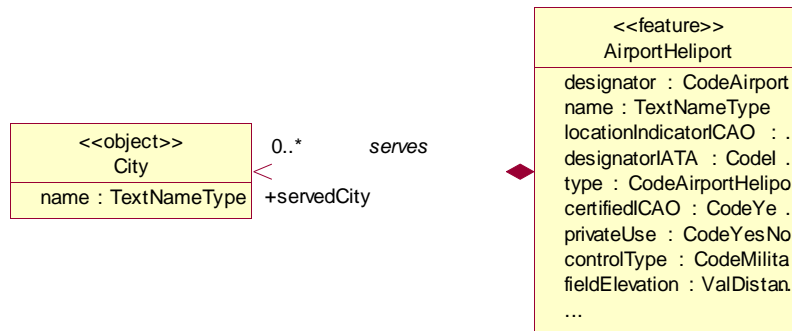 <<feature>>
AirportHeliport
designator : CodeAirport
name : TextNameType
locationIndicatorICAO : .
designatorIATA : CodeI .
type : CodeAirportHelipo
certifiedICAO : CodeYe .
privateUse : CodeYesNo
controlType : CodeMilita
fieldElevation : ValDistan.
...
<<object>>
City
name : TextNameType
0..*
serves
+servedCity